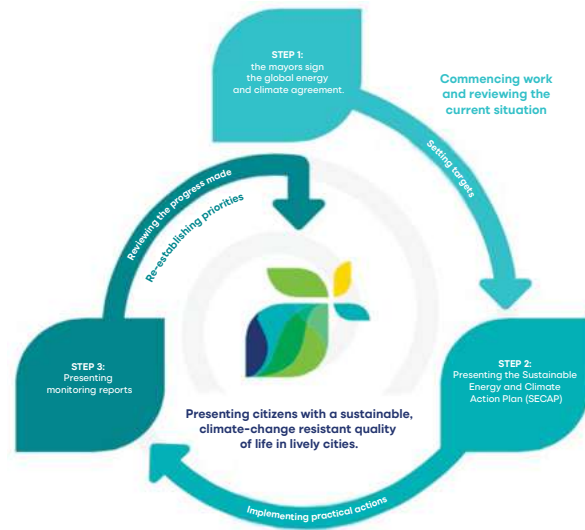 STEP 1:
the mayors sign
the global energy
and climate agreement.
Commencing work
and reviewing the
current situation
Setting targets
Reviewing the progress made
Re-establishing priorities
STEP 3:
Presenting
monitoring reports
STEP 2:
Presenting the Sustainable
Energy and Climate
Action Plan (SECAP)
Presenting citizens with a sustainable,
climate-change resistant quality
of life in lively cities.
Implementing practical actions